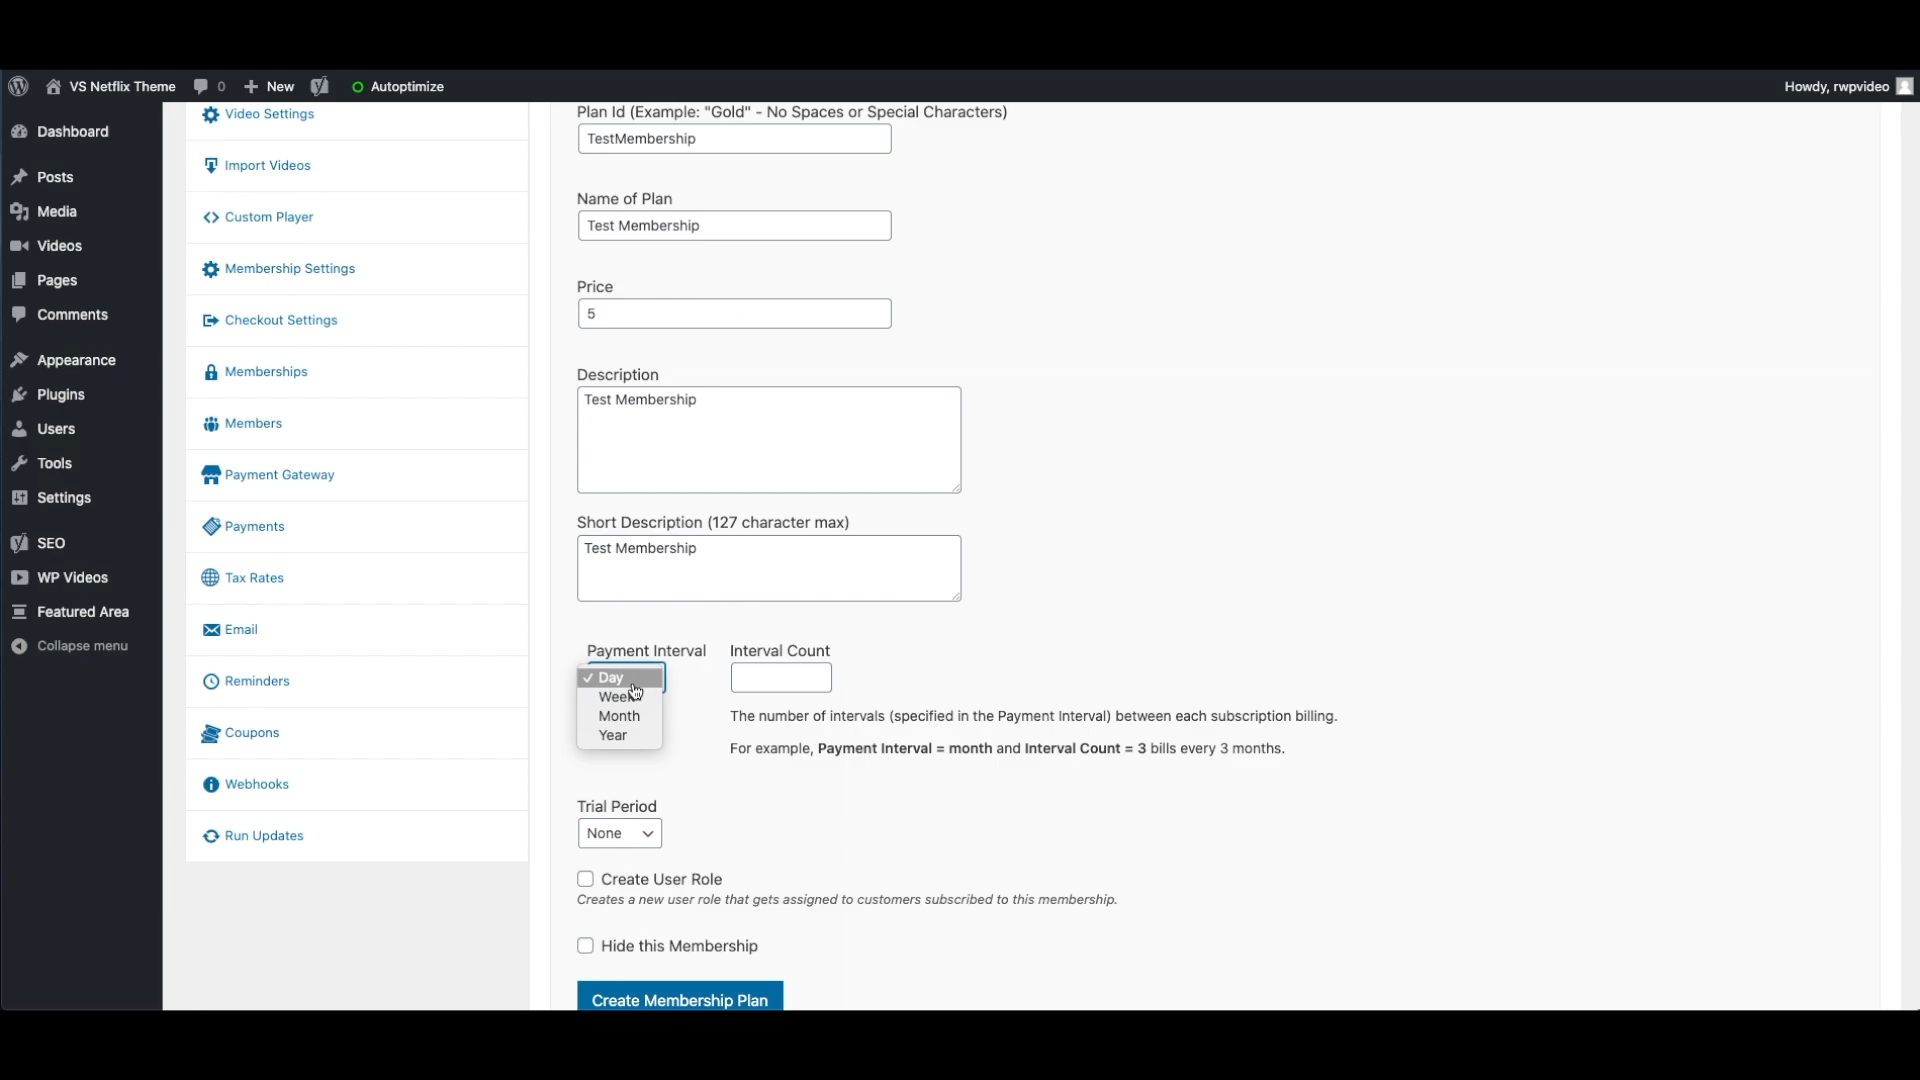 VS Netflix Theme 0 New Autoptimize Howdy, rwpvideo
Dashboard
Posts
Media
Videos
Pages
Comments
Appearance
Plugins
Users
Tools
Settings
SEO
WP Videos
Featured Area
Collapse menu
Video Settings
Import Videos
Custom Player
Membership Settings
Checkout Settings
Memberships
Members
Payment Gateway
Payments
Tax Rates
Email
Reminders
Coupons
Webhooks
Run Updates
Plan Id (Example: "Gold" - No Spaces or Special Characters)
TestMembership
Name of Plan
Test Membership
Price
5
Description
Test Membership
Short Description (127 character max)
Test Membership
Payment Interval Interval Count
Day
Week
Month
Year
The number of intervals (specified in the Payment Interval) between each subscription billing.
For example, Payment Interval = month and Interval Count = 3 bills every 3 months.
Trial Period
None
Create User Role
Creates a new user role that gets assigned to customers subscribed to this membership.
Hide this Membership
Create Membership Plan